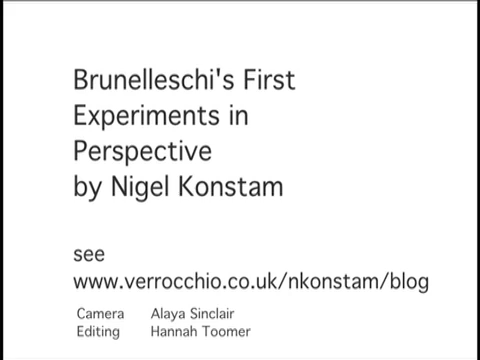 Brunelleschi's First
Experiments in
Perspective
by Nigel Konstam
see
www.verrocchio.co.uk/nkonstam/blog
Camera Alaya Sinclair
Editing Hannah Toomer